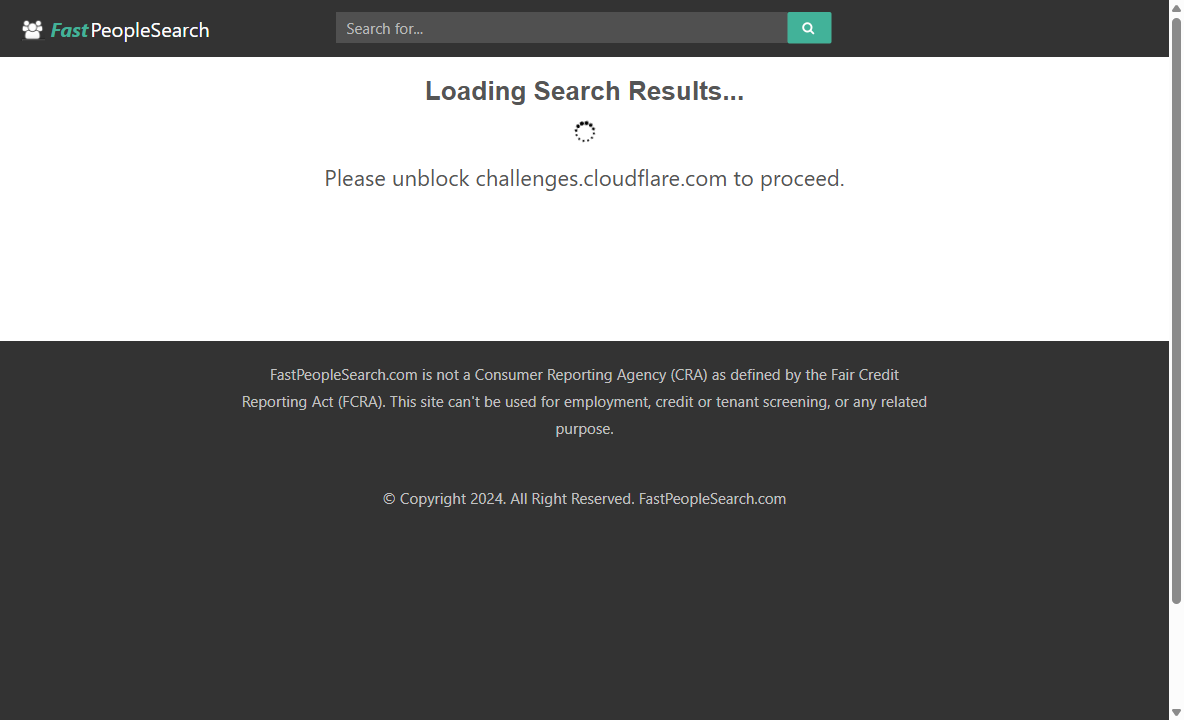 FastPeopleSearch
Search for...
Loading Search Results...
Please unblock challenges.cloudflare.com to proceed.
FastPeopleSearch.com is not a Consumer Reporting Agency (CRA) as defined by the Fair Credit
Reporting Act (FCRA). This site can't be used for employment, credit or tenant screening, or any related
purpose.
© Copyright 2024. All Right Reserved. FastPeopleSearch.com